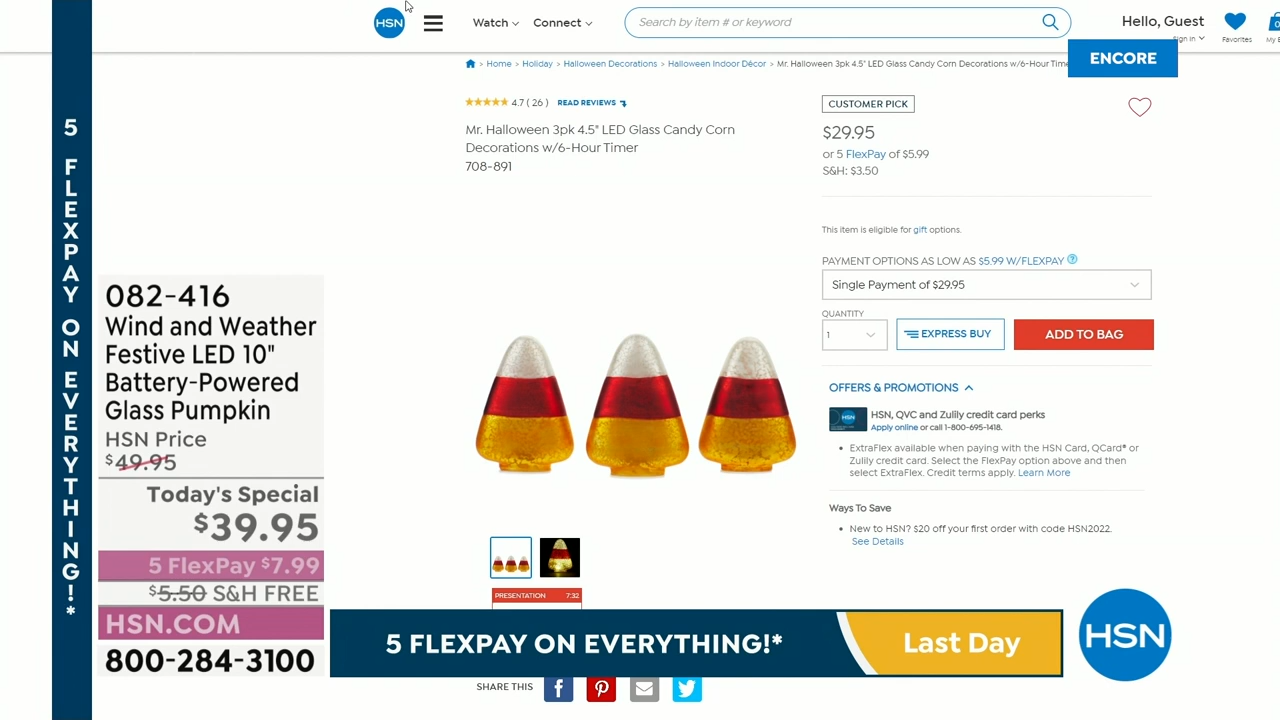 HSN
Watch
Connect
Search by item # or keyword
Hello, Guest
Sign In
Favorites
0
ENCORE
> Home > Holiday > Halloween Decorations > Halloween Indoor Décor > Mr. Halloween 3pk 4.5" LED Glass Candy Corn Decorations w/6-Hour
4.7 ( 26 ) READ REVIEWS
Mr. Halloween 3pk 4.5" LED Glass Candy Corn
Decorations w/6-Hour Timer
708-891
CUSTOMER PICK
$29.95
or 5 FlexPay of $5.99
S&H: $3.50
This item is eligible for gift options.
PAYMENT OPTIONS AS LOW AS $5.99 W/FLEXPAY ?
Single Payment of $29.95
QUANTITY
1
EXPRESS BUY
ADD TO BAG
OFFERS & PROMOTIONS
HSN
HSN, QVC and Zulily credit card perks
Apply online or call 1-800-695-1418.
• ExtraFlex available when paying with the HSN Card, QCard® or
Zulily credit card. Select the FlexPay option above and then
select ExtraFlex. Credit terms apply. Learn More
Ways To Save
• New to HSN? $20 off your first order with code HSN2022.
See Details
5 FLEXPAY ON EVERYTHING!*
082-416
Wind and Weather
Festive LED 10"
Battery-Powered
Glass Pumpkin
HSN Price
$49.95
Today's Special
$39.95
5 FlexPay $7.99
$5.50 S&H FREE
HSN.COM
800-284-3100
PRESENTATION 7:32
5 FLEXPAY ON EVERYTHING!*
Last Day
HSN
SHARE THIS